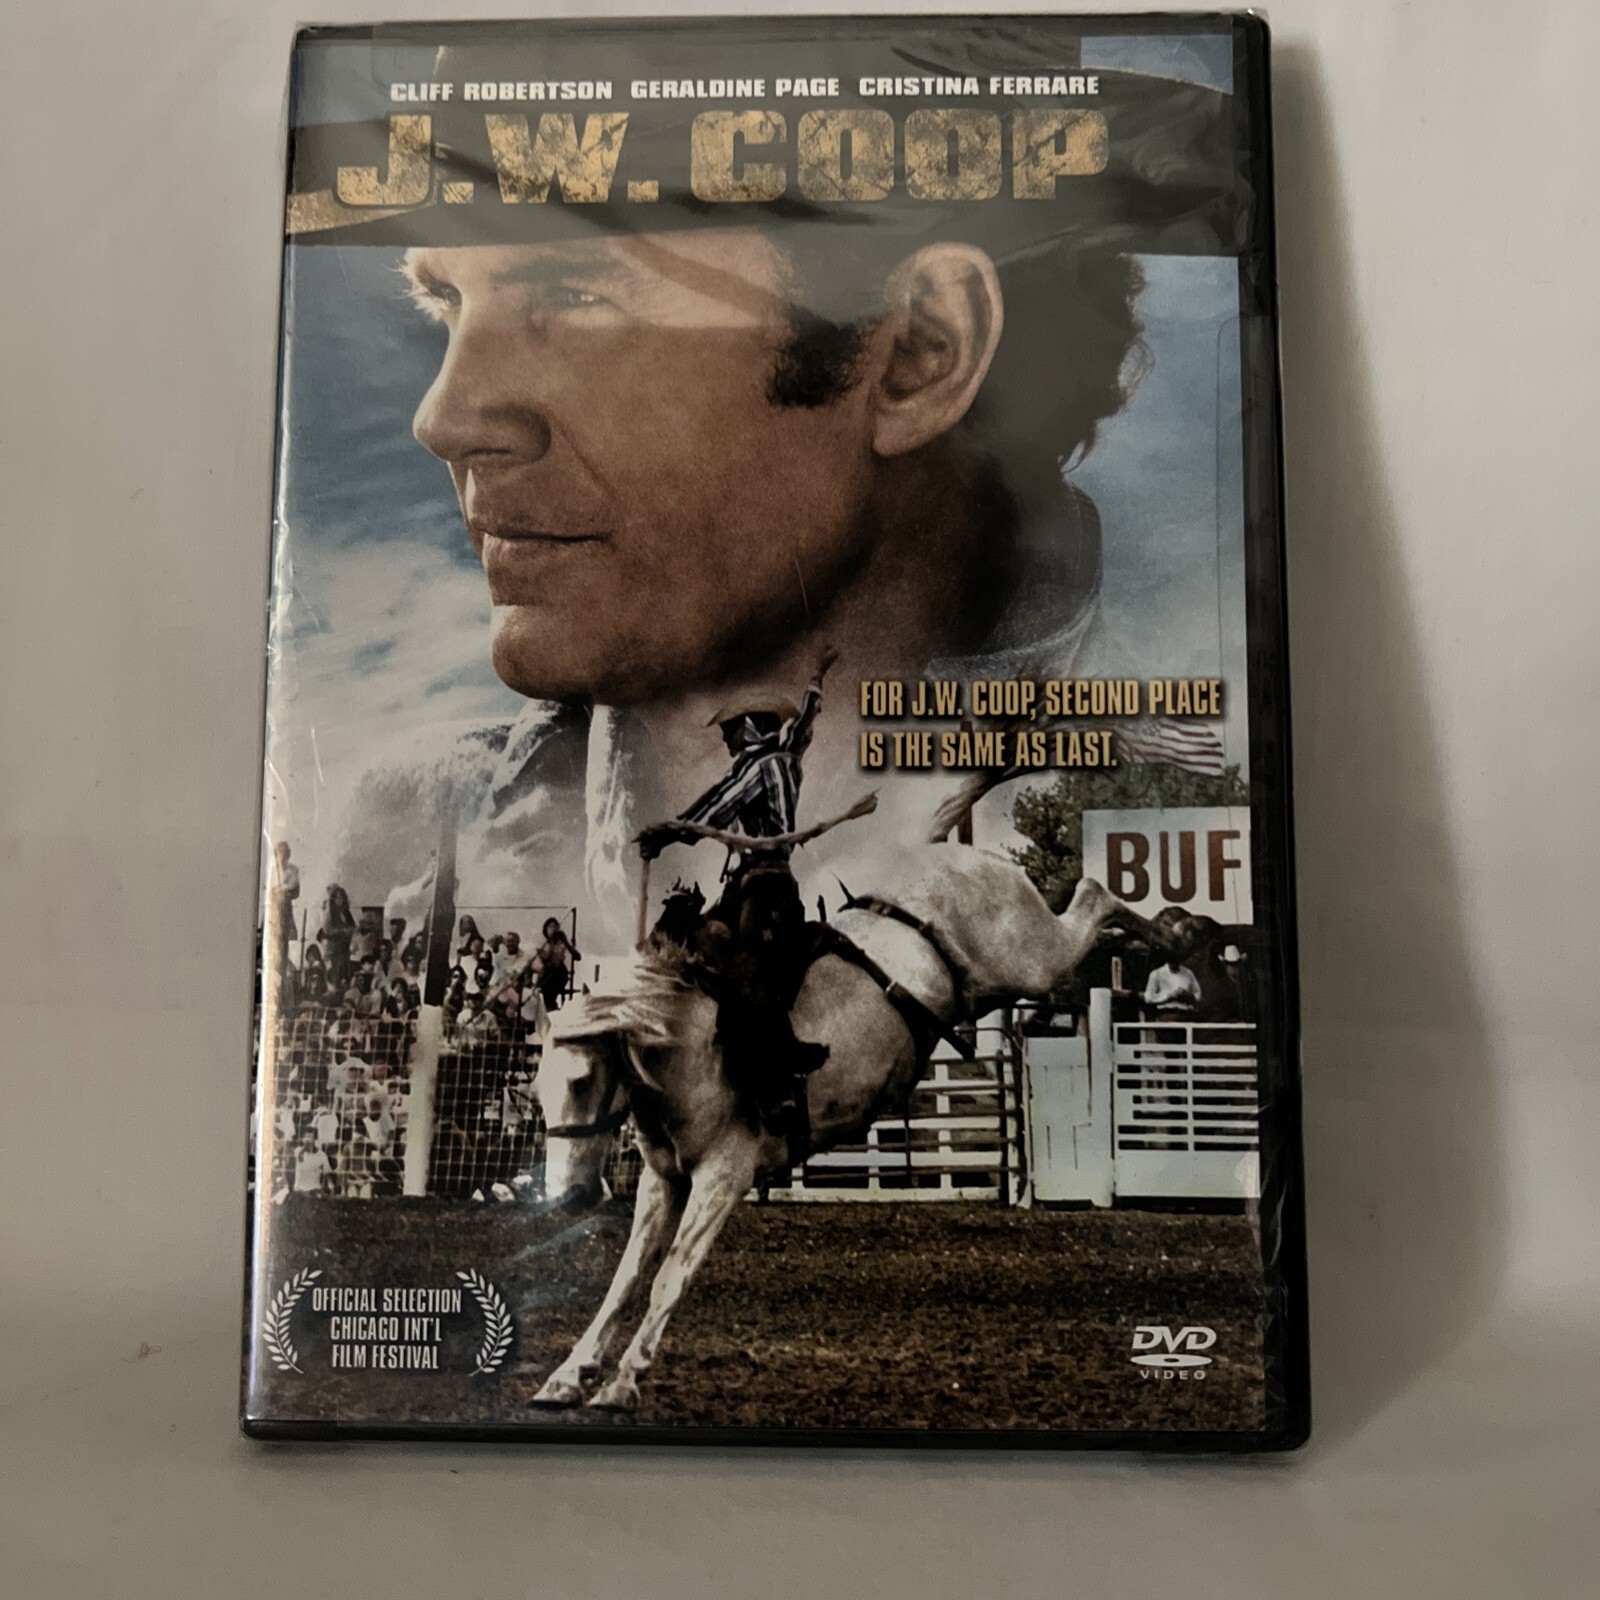 CLIFF ROBERTSON GERALDINE PAGE CRISTINA FERRARE
J.W. COOP
FOR J.W. COOP, SECOND PLACE
IS THE SAME AS LAST.
BUF
OFFICIAL SELECTION
CHICAGO INT'L
FILM FESTIVAL
DVD
VIDEO